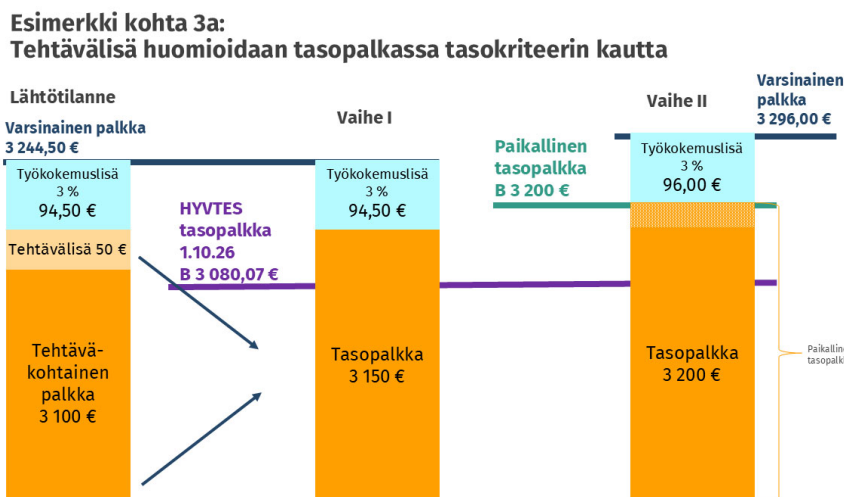 Esimerkki kohta 3a:
Tehtävälisä huomioidaan tasopalkassa tasokriteerin kautta
Lähtötilanne
Varsinainen palkka
3 244,50 €
Työkokemuslisä
3 %
94,50 €
Tehtävälisä 50 €
Tehtävä-
kohtainen
palkka
3 100 €
HYVTES
tasopalkka
1.10.26
B 3 080,07 €
Vaihe I
Työkokemuslisä
3 %
94,50 €
Tasopalkka
3 150 €
Paikallinen
tasopalkka
B 3 200 €
Vaihe II
Työkokemuslisä
3 %
96,00 €
Tasopalkka
3 200 €
Varsinainen
palkka
3 296,00 €